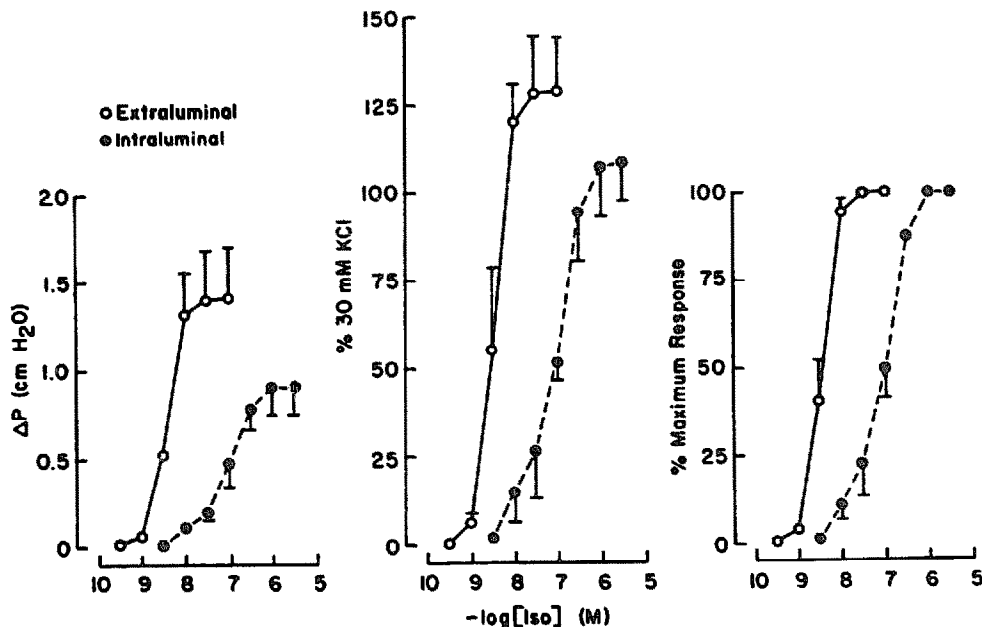 Extraluminal
Intraluminal
ΔP (cm H2O)
2.0
1.5
1.0
0.5
0
10 9 8 7 6 5
% 30 mM KCl
150
125
100
75
50
25
0
10 9 8 7 6 5
-log[Iso] (M)
% Maximum Response
100
75
50
25
0
10 9 8 7 6 5